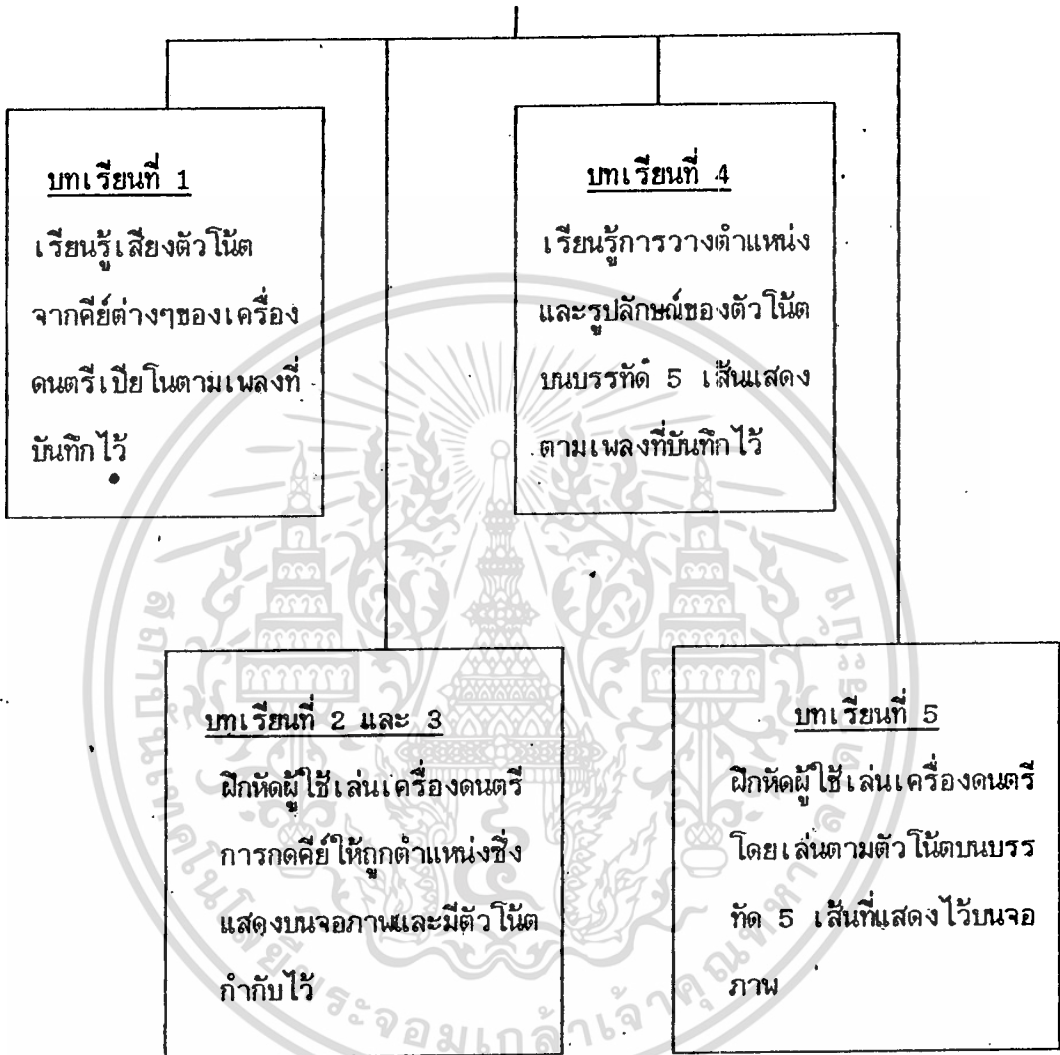 บทเรียนที่ 1
เรียนรู้เสียงตัวโน้ต
จากคีย์ต่างๆของเครื่อง
ดนตรีเปียโนตามเพลงที่
บันทึกไว้
บทเรียนที่ 4
เรียนรู้การวางตำแหน่ง
และรูปลักษณ์ของตัวโน้ต
บนบรรทัด 5 เส้นแสดง
ตามเพลงที่บันทึกไว้
บทเรียนที่ 2 และ 3
ฝึกหัดผู้ใช้เล่นเครื่องดนตรี
การกดคีย์ให้ถูกตำแหน่งซึ่ง
แสดงบนจอภาพและมีตัวโน้ต
กำกับไว้
บทเรียนที่ 5
ฝึกหัดผู้ใช้เล่นเครื่องดนตรี
โดยเล่นตามตัวโน้ตบนบรร
ทัด 5 เส้นที่แสดงไว้บนจอ
ภาพ